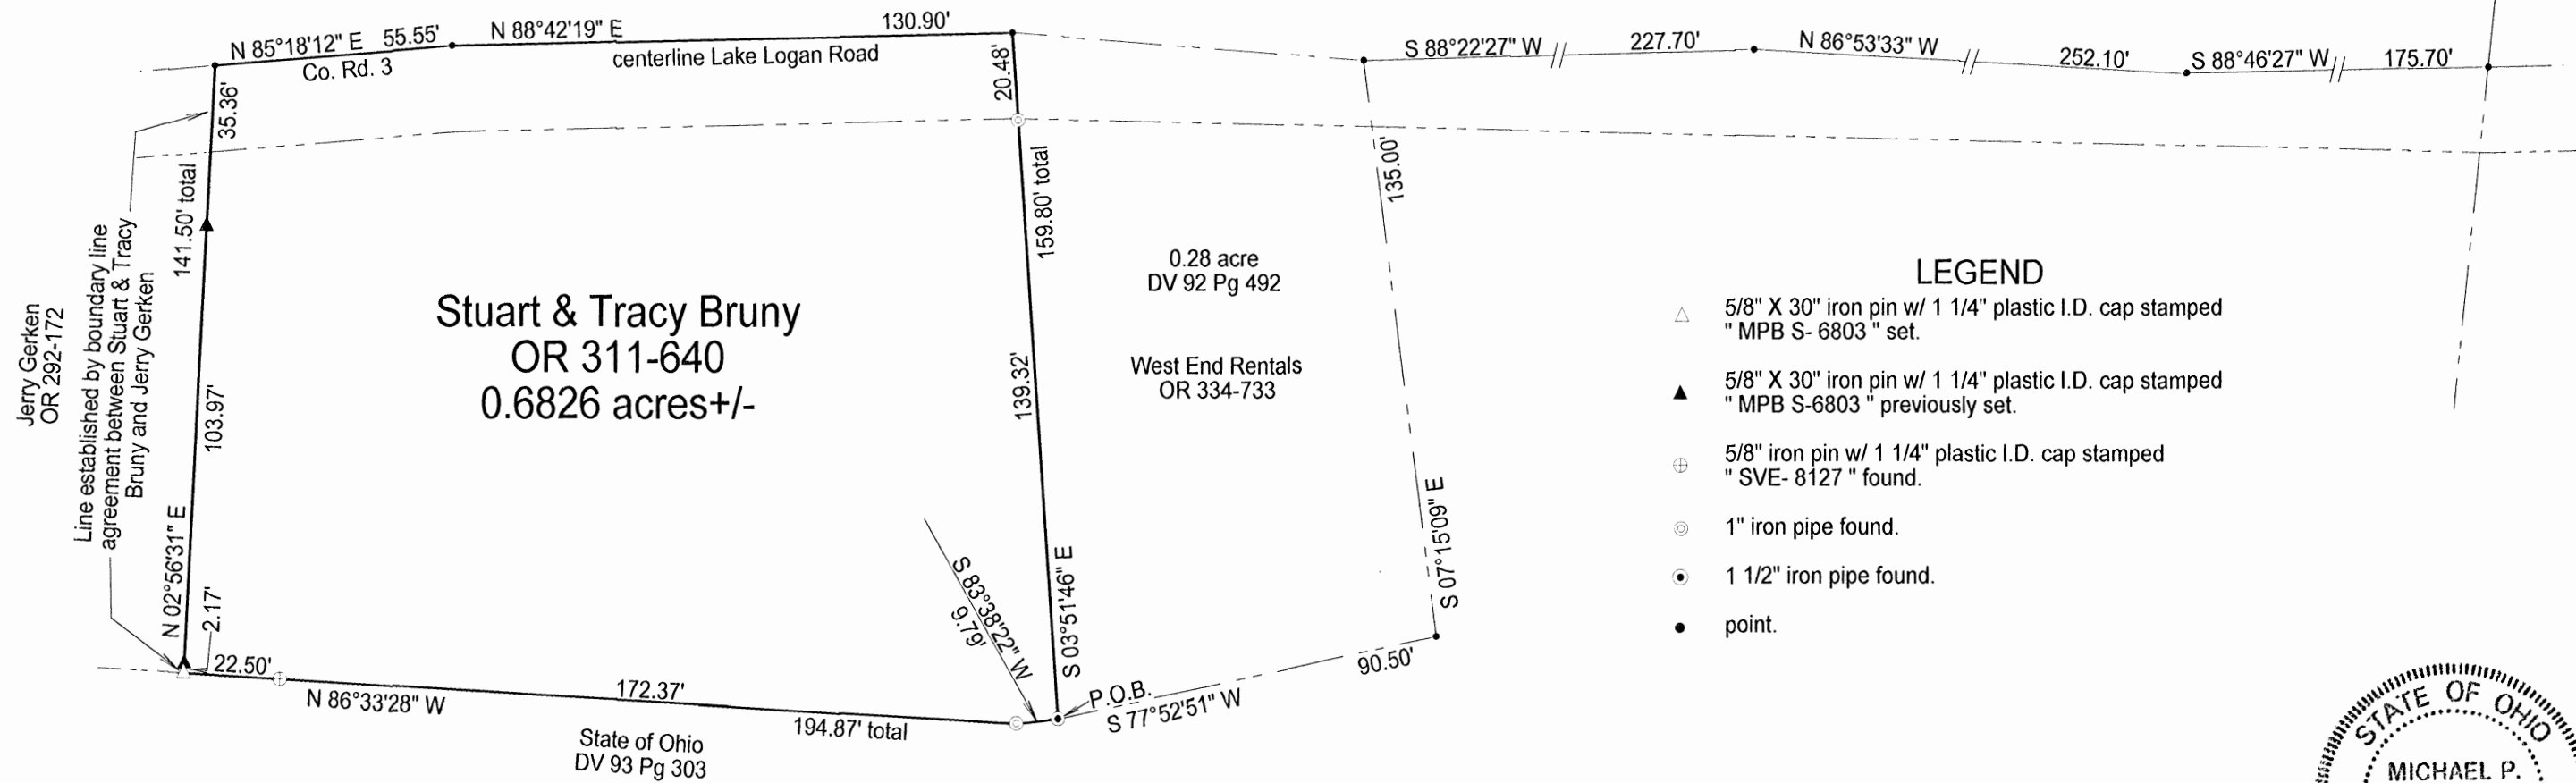 N 85°18'12" E 55.55'
Co. Rd. 3
N 88°42'19" E 130.90'
centerline Lake Logan Road
S 88°22'27" W 227.70'
N 86°53'33" W 252.10'
S 88°46'27" W 175.70'
35.36'
20.48'
141.50' total
159.80' total
135.00'
103.97'
139.32'
N 02°56'31" E
2.17'
S 03°51'46" E
S 07°15'09" E
Jerry Gerken
OR 292-172
Line established by boundary line
agreement between Stuart & Tracy
Bruny and Jerry Gerken
Stuart & Tracy Bruny
OR 311-640
0.6826 acres+/-
0.28 acre
DV 92 Pg 492
West End Rentals
OR 334-733
S 83°38'22" W
9.79'
22.50'
N 86°33'28" W
172.37'
194.87' total
State of Ohio
DV 93 Pg 303
P.O.B.
S 77°52'51" W
90.50'
LEGEND
5/8" X 30" iron pin w/ 1 1/4" plastic I.D. cap stamped
" MPB S- 6803 " set.
5/8" X 30" iron pin w/ 1 1/4" plastic I.D. cap stamped
" MPB S-6803 " previously set.
5/8" iron pin w/ 1 1/4" plastic I.D. cap stamped
" SVE- 8127 " found.
1" iron pipe found.
1 1/2" iron pipe found.
point.
STATE OF OHIO
MICHAEL P.